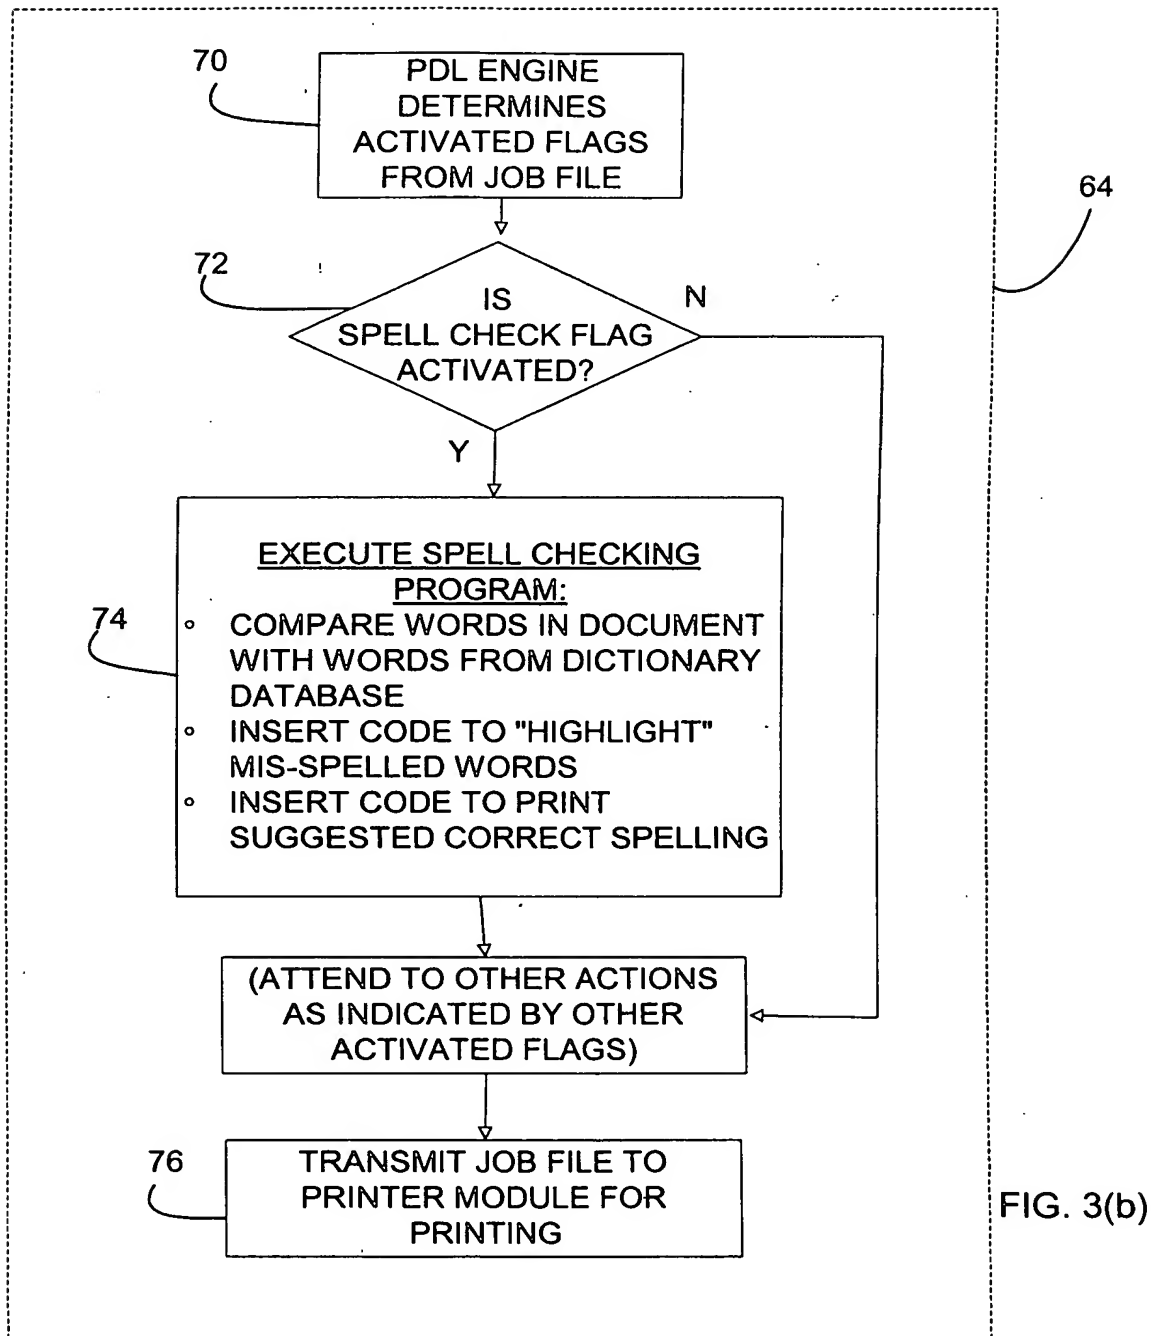 70
PDL ENGINE
DETERMINES
ACTIVATED FLAGS
FROM JOB FILE
64
72
IS
SPELL CHECK FLAG
ACTIVATED?
N
Y
74
EXECUTE SPELL CHECKING
PROGRAM:
° COMPARE WORDS IN DOCUMENT
WITH WORDS FROM DICTIONARY
DATABASE
° INSERT CODE TO "HIGHLIGHT"
MIS-SPELLED WORDS
° INSERT CODE TO PRINT
SUGGESTED CORRECT SPELLING
(ATTEND TO OTHER ACTIONS
AS INDICATED BY OTHER
ACTIVATED FLAGS)
76
TRANSMIT JOB FILE TO
PRINTER MODULE FOR
PRINTING
FIG. 3(b)